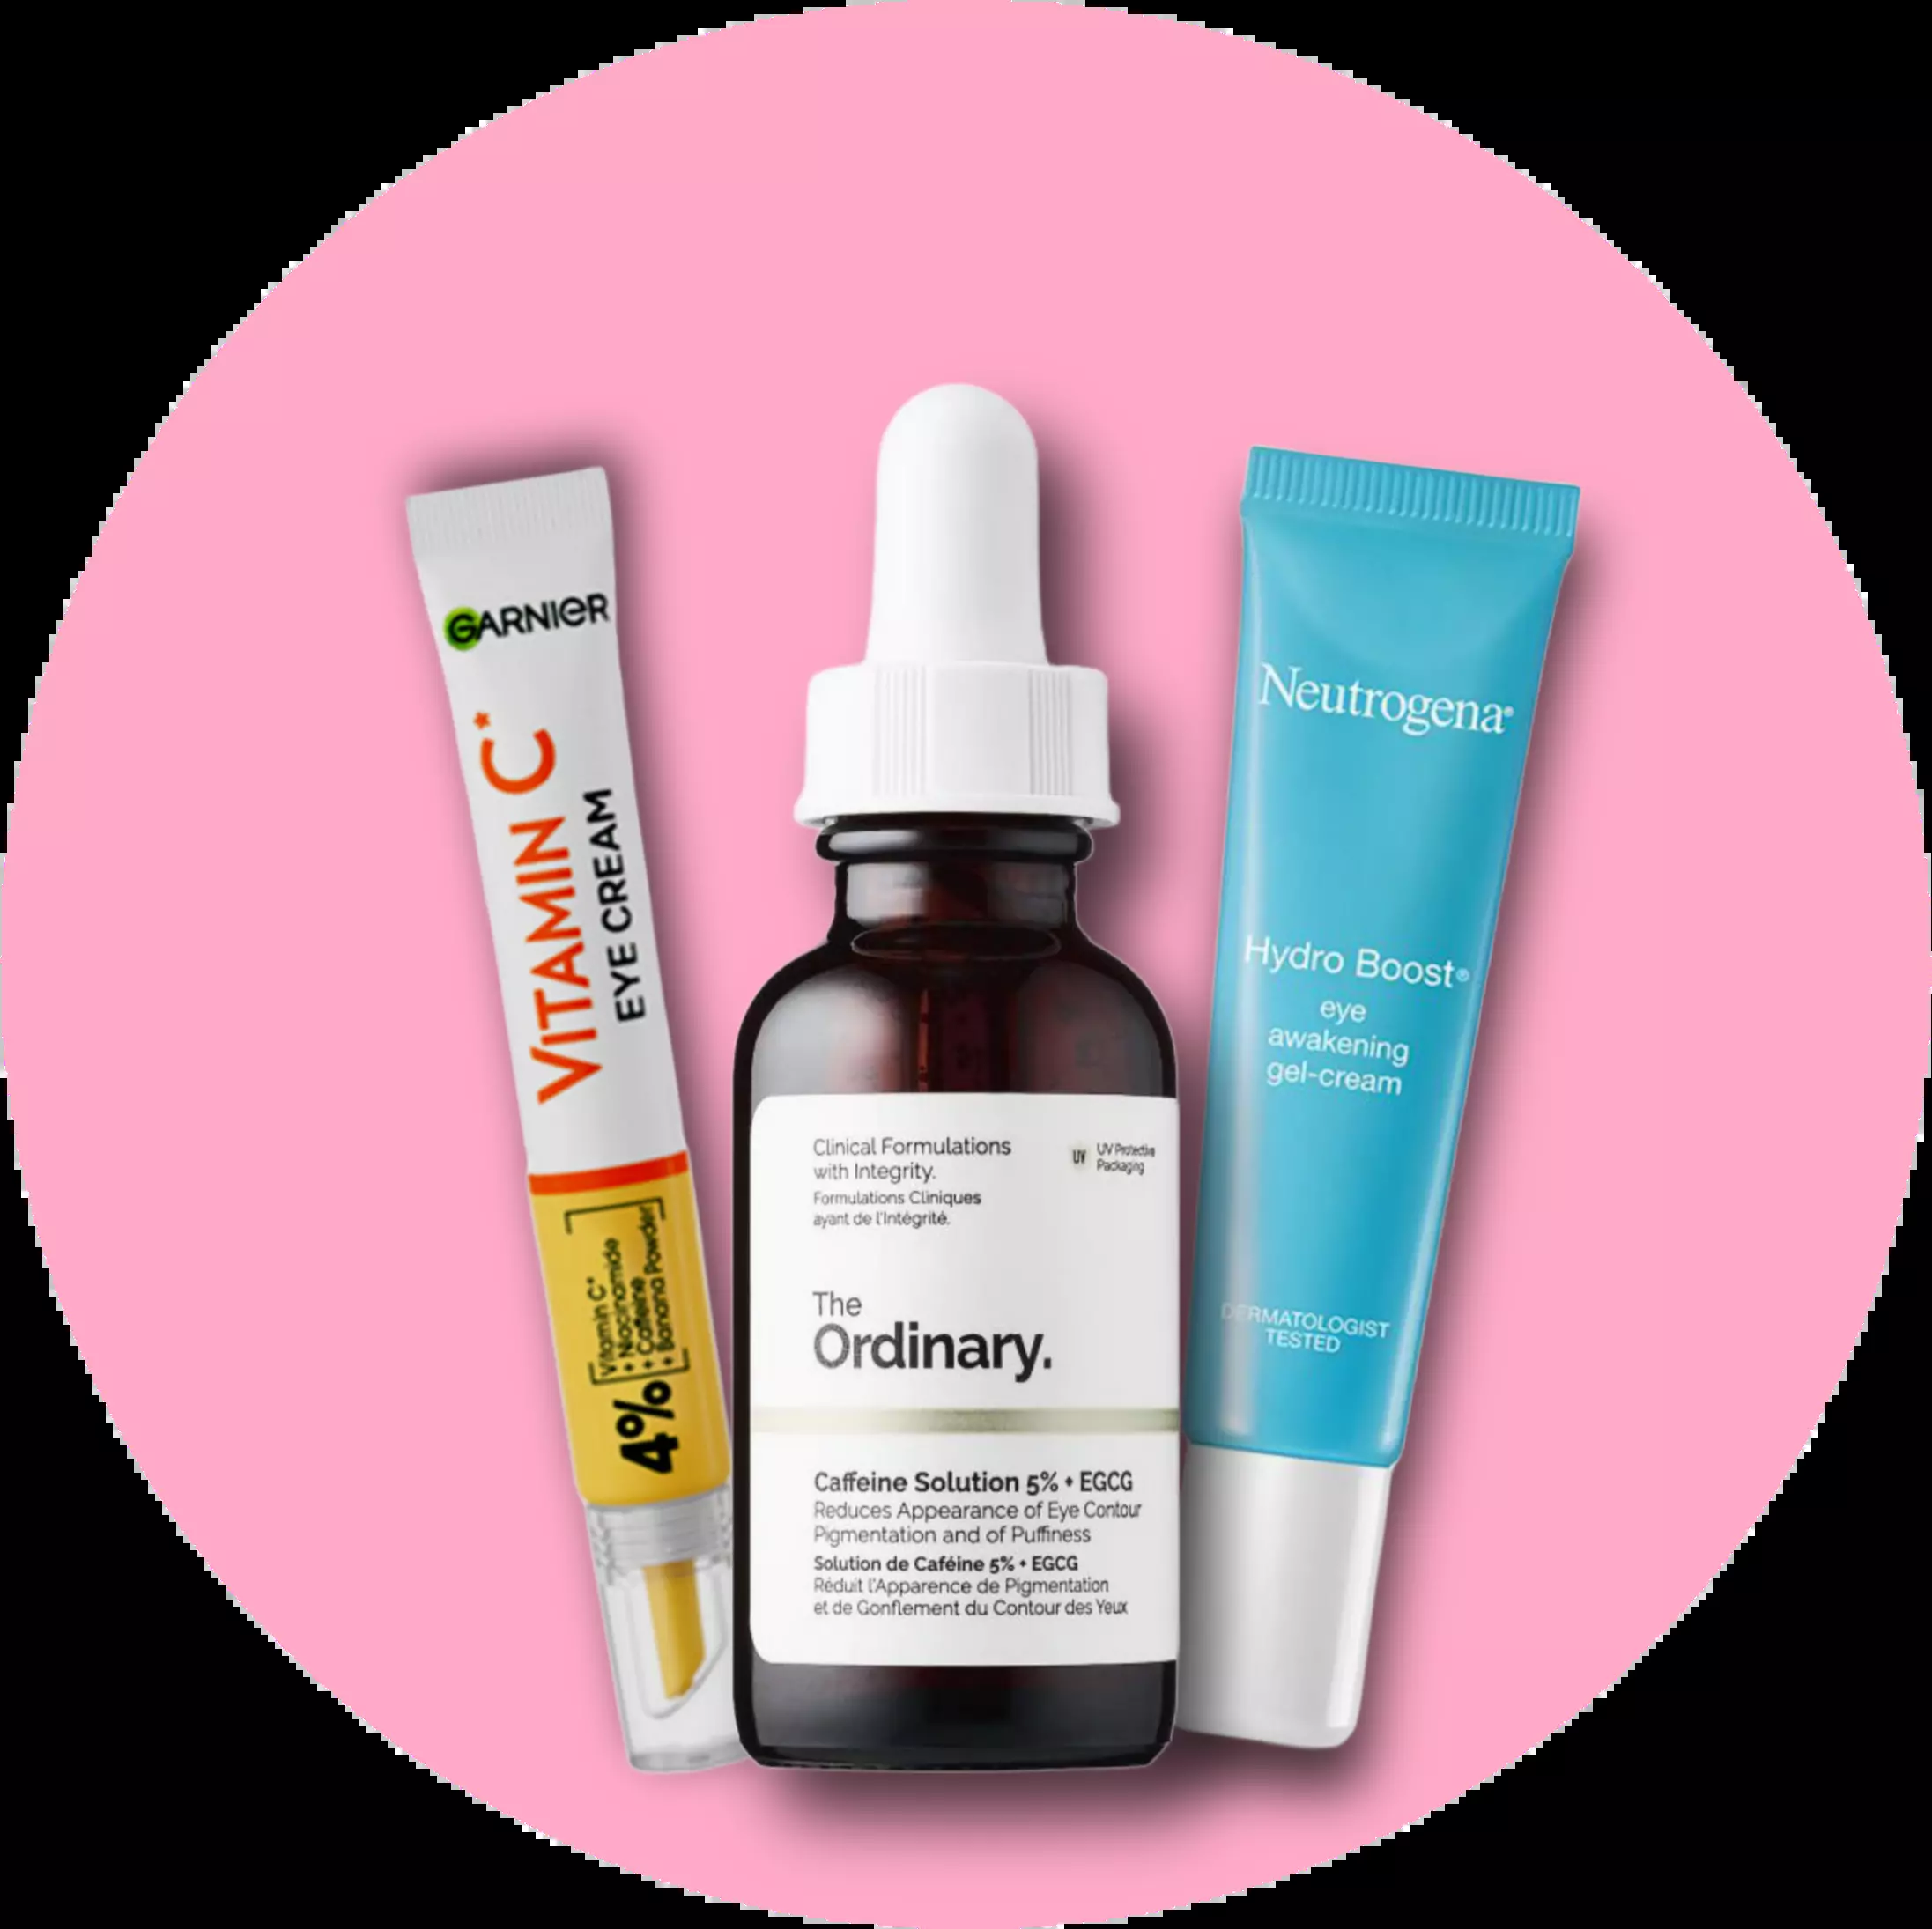 GARNIER
VITAMIN C*
EYE CREAM
4%
Vitamin C*
+ Niacinamide
+ Caffeine
+ Banana Powder
Clinical Formulations
with Integrity.
Formulations Cliniques
ayant de l'Intégrité.
UV
UV Protective
Packaging
The
Ordinary.
Caffeine Solution 5% + EGCG
Reduces Appearance of Eye Contour
Pigmentation and of Puffiness
Solution de Caféine 5% + EGCG
Réduit l'Apparence de Pigmentation
et de Gonflement du Contour des Yeux
Neutrogena®
Hydro Boost®
eye
awakening
gel-cream
DERMATOLOGIST
TESTED